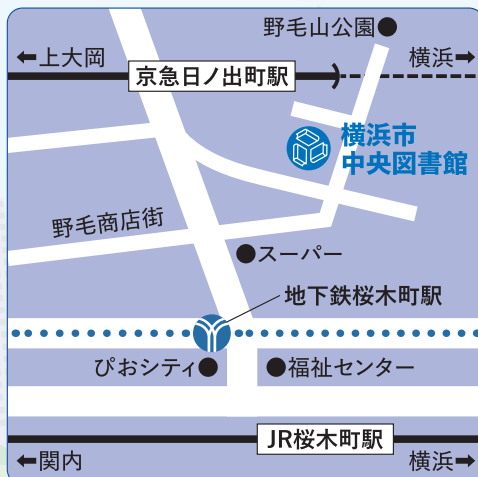 野毛山公園
←上大岡
横浜→
京急日ノ出町駅
横浜市
中央図書館
野毛商店街
スーパー
地下鉄桜木町駅
ぴおシティ
福祉センター
JR桜木町駅
←関内
横浜→